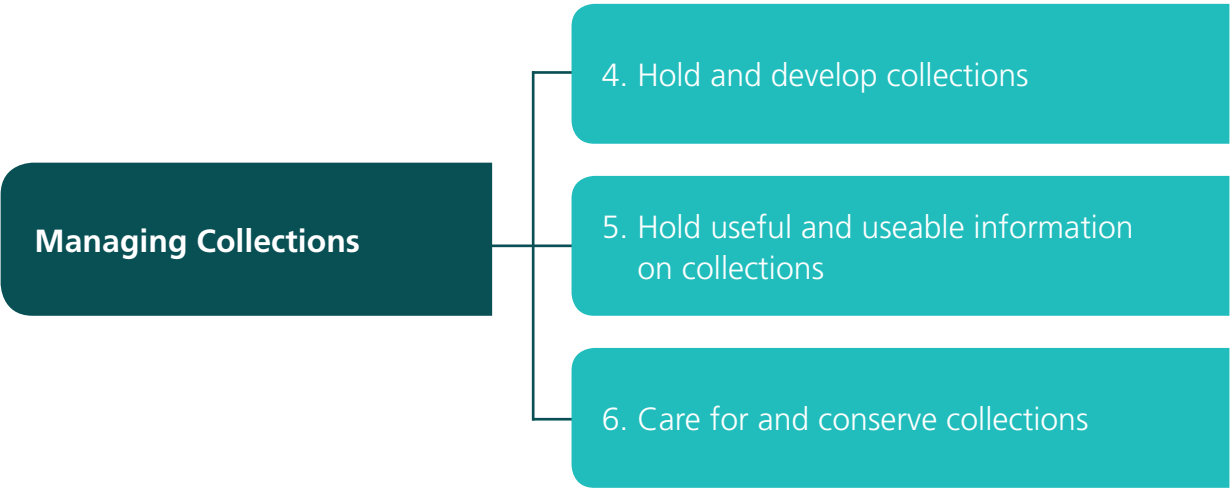 Managing Collections
4. Hold and develop collections
5. Hold useful and useable information
on collections
6. Care for and conserve collections